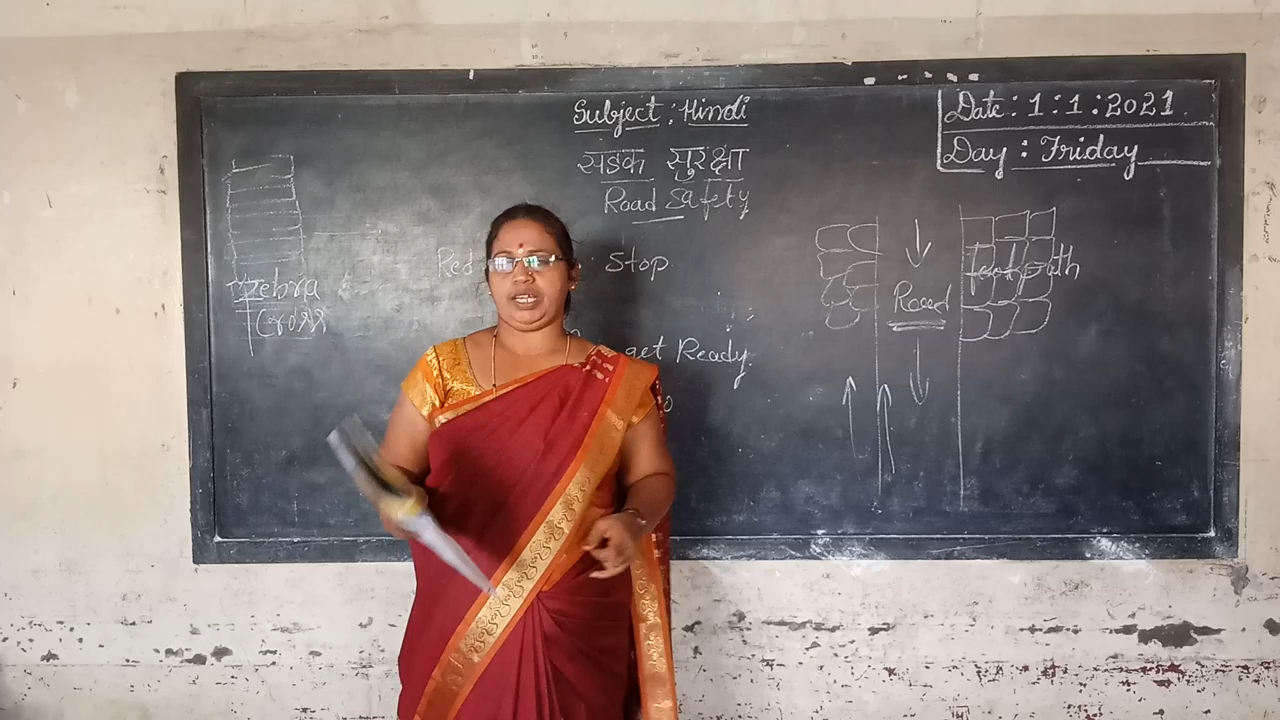 Subject : Hindi
सडक सुरक्षा
Road Safety
Date : 1 : 1 : 2021
Day : Friday
Zebra
Cross
Red
Stop
get Ready
Road
footpath